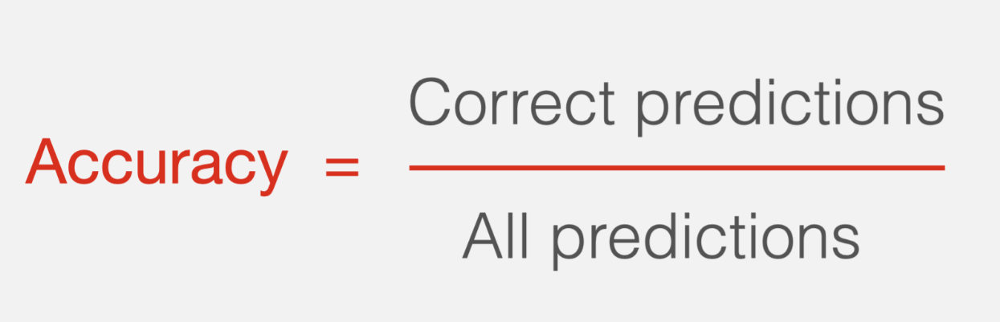 Correct predictions
Accuracy =
All predictions